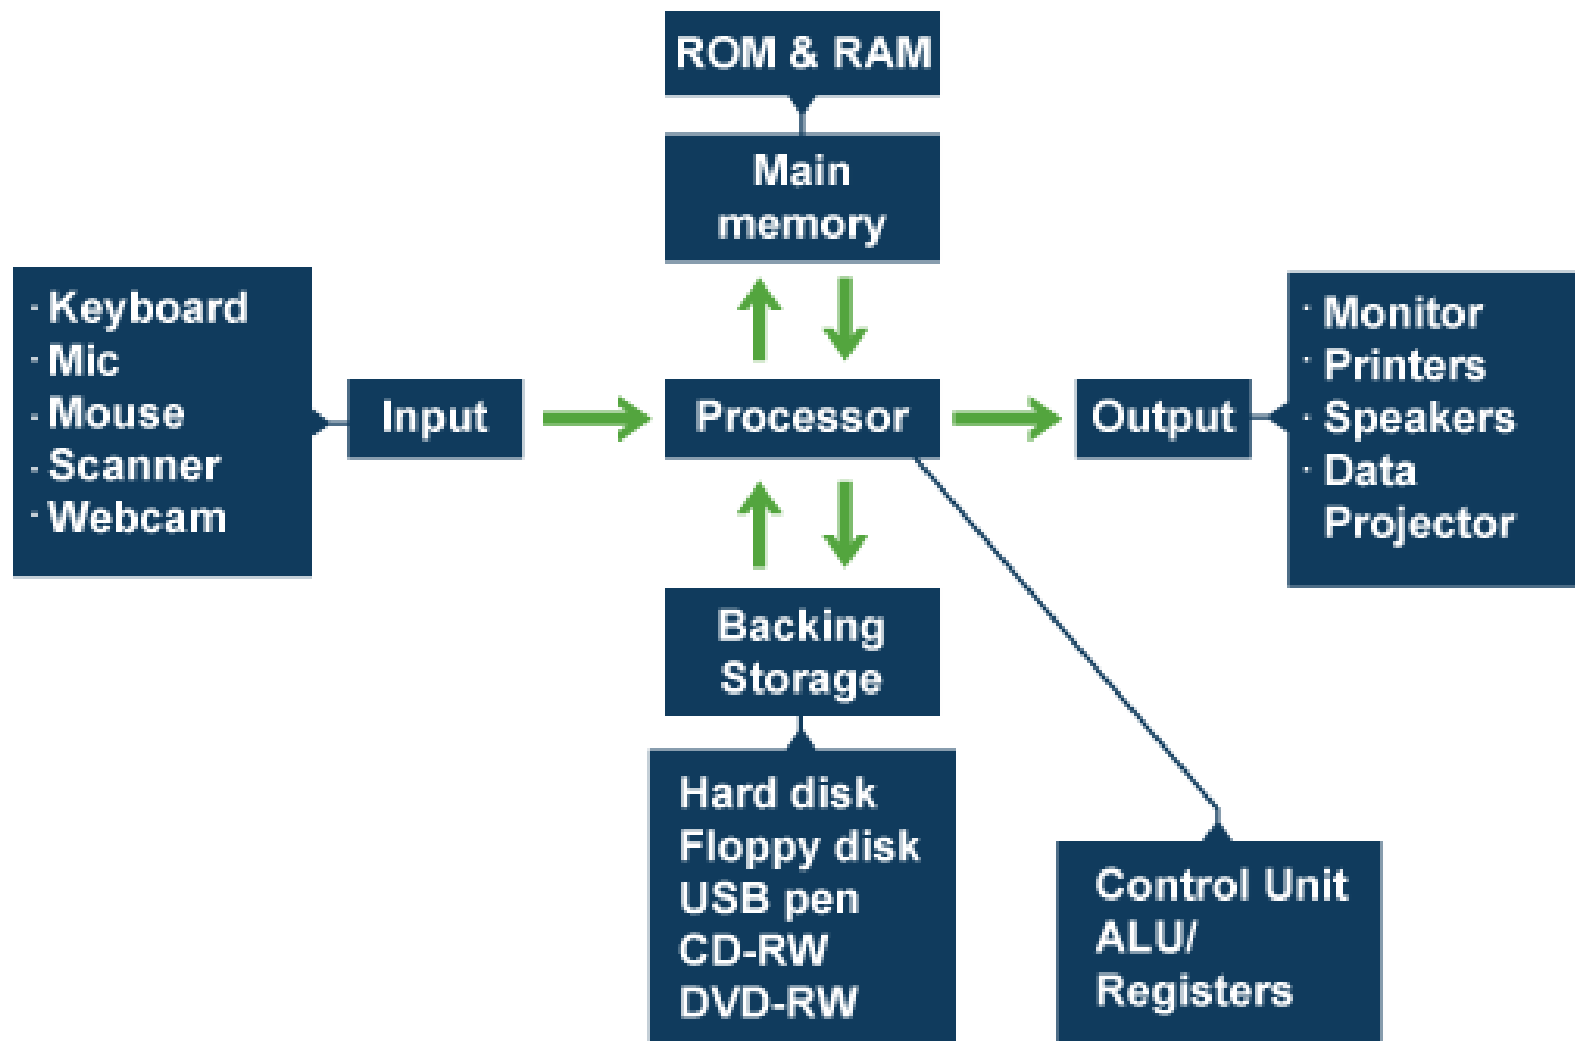 ROM & RAM
Main
memory
· Keyboard
· Mic
· Mouse
· Scanner
· Webcam
Input
Processor
Output
· Monitor
· Printers
· Speakers
· Data
Projector
Backing
Storage
Hard disk
Floppy disk
USB pen
CD-RW
DVD-RW
Control Unit
ALU/
Registers